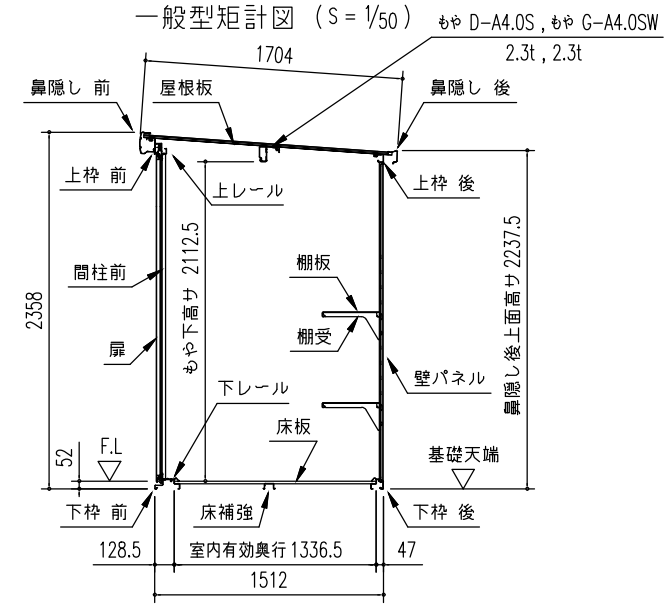 一般型矩計図 (S=1/50)
もや D-A4.0S , もや G-A4.0SW
2.3t , 2.3t
1704
鼻隠し 前
屋根板
鼻隠し 後
上枠 前
上レール
上枠 後
間柱前
もや下高サ 2112.5
棚板
2358
棚受
鼻隠し後上面高サ 2237.5
扉
壁パネル
下レール
床板
52
F.L
基礎天端
下枠 前
床補強
下枠 後
128.5
室内有効奥行 1336.5
47
1512